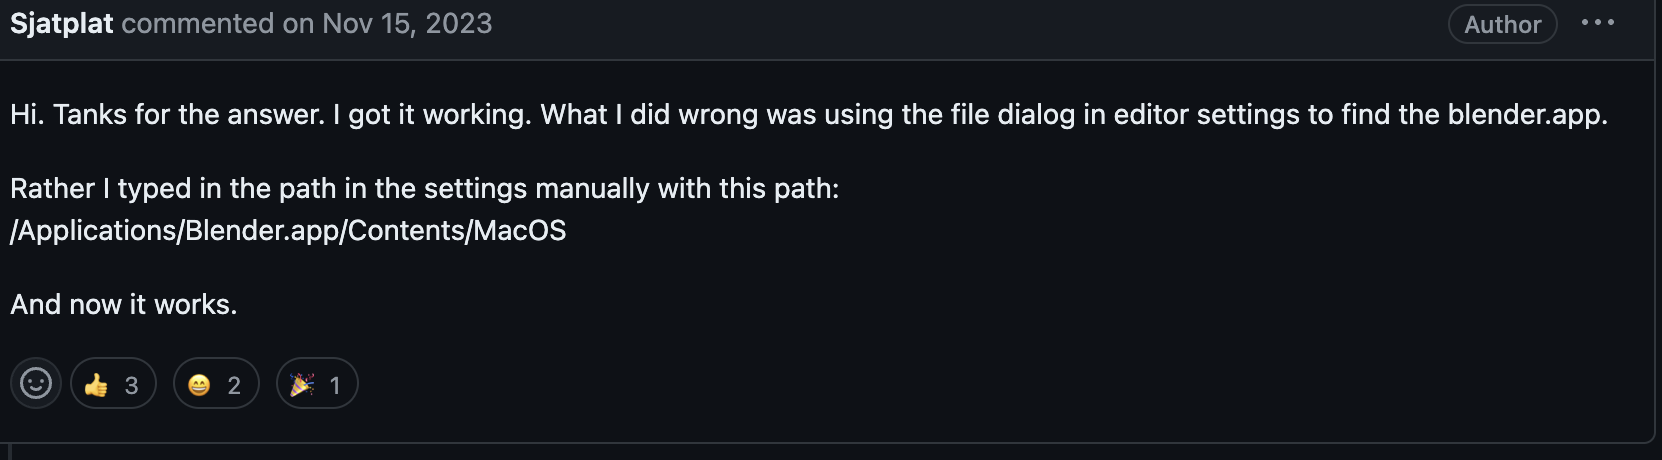 Sjatplat commented on Nov 15, 2023 Author
Hi. Tanks for the answer. I got it working. What I did wrong was using the file dialog in editor settings to find the blender.app.
Rather I typed in the path in the settings manually with this path:
/Applications/Blender.app/Contents/MacOS
And now it works.
👍 3 😄 2 🎉 1